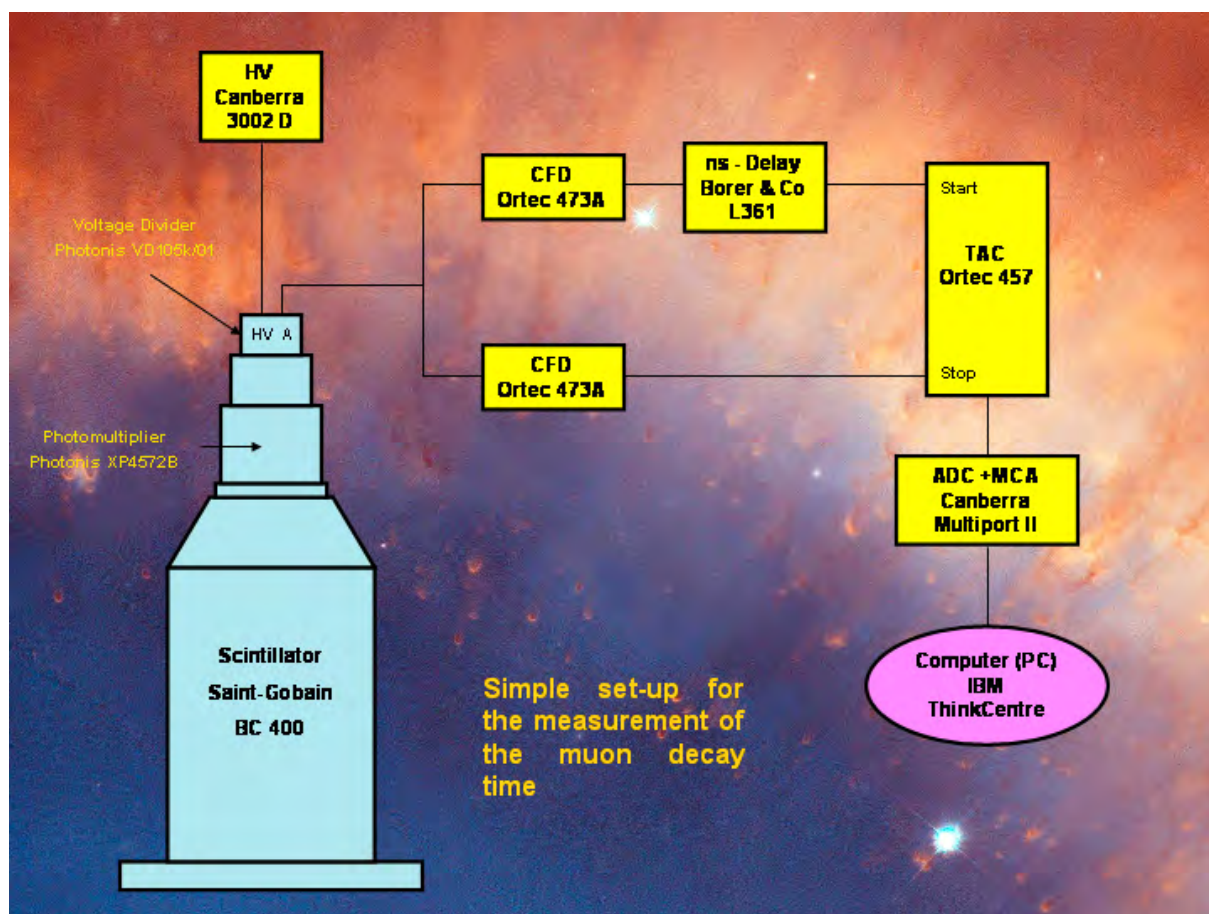 HV
Canberra
3002 D
Voltage Divider
Photonis VD105k/01
HV A
Photomultiplier
Photonis XP4572B
Scintillator
Saint-Gobain
BC 400
CFD
Ortec 473A
ns - Delay
Borer & Co
L361
CFD
Ortec 473A
Start
TAC
Ortec 457
Stop
ADC +MCA
Canberra
Multiport II
Computer (PC)
IBM
ThinkCentre
Simple set-up for
the measurement of
the muon decay
time